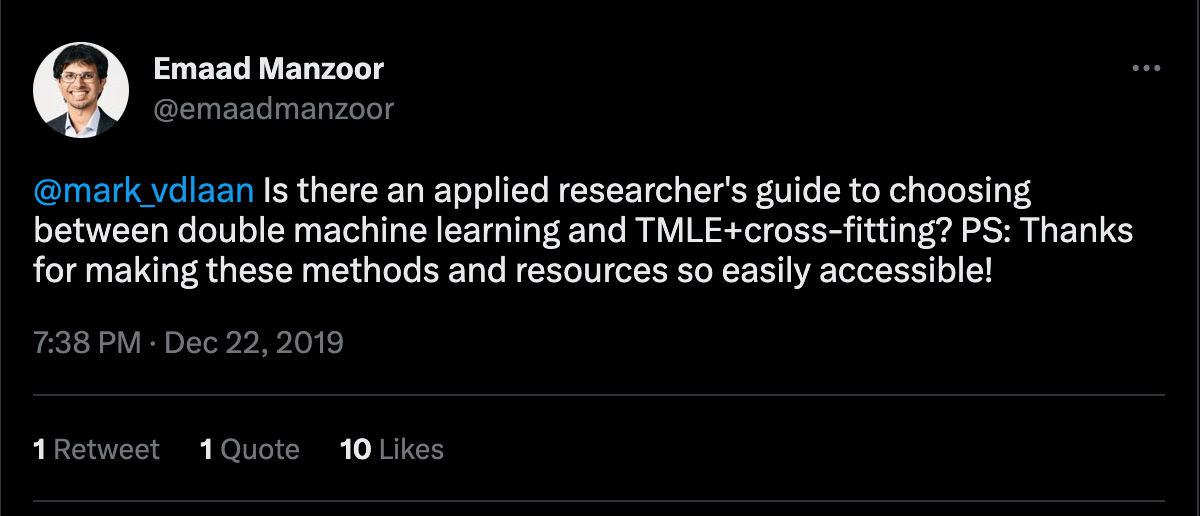 Emaad Manzoor
@emaadmanzoor
@mark_vdlaan Is there an applied researcher's guide to choosing
between double machine learning and TMLE+cross-fitting? PS: Thanks
for making these methods and resources so easily accessible!
7:38 PM · Dec 22, 2019
1 Retweet 1 Quote 10 Likes